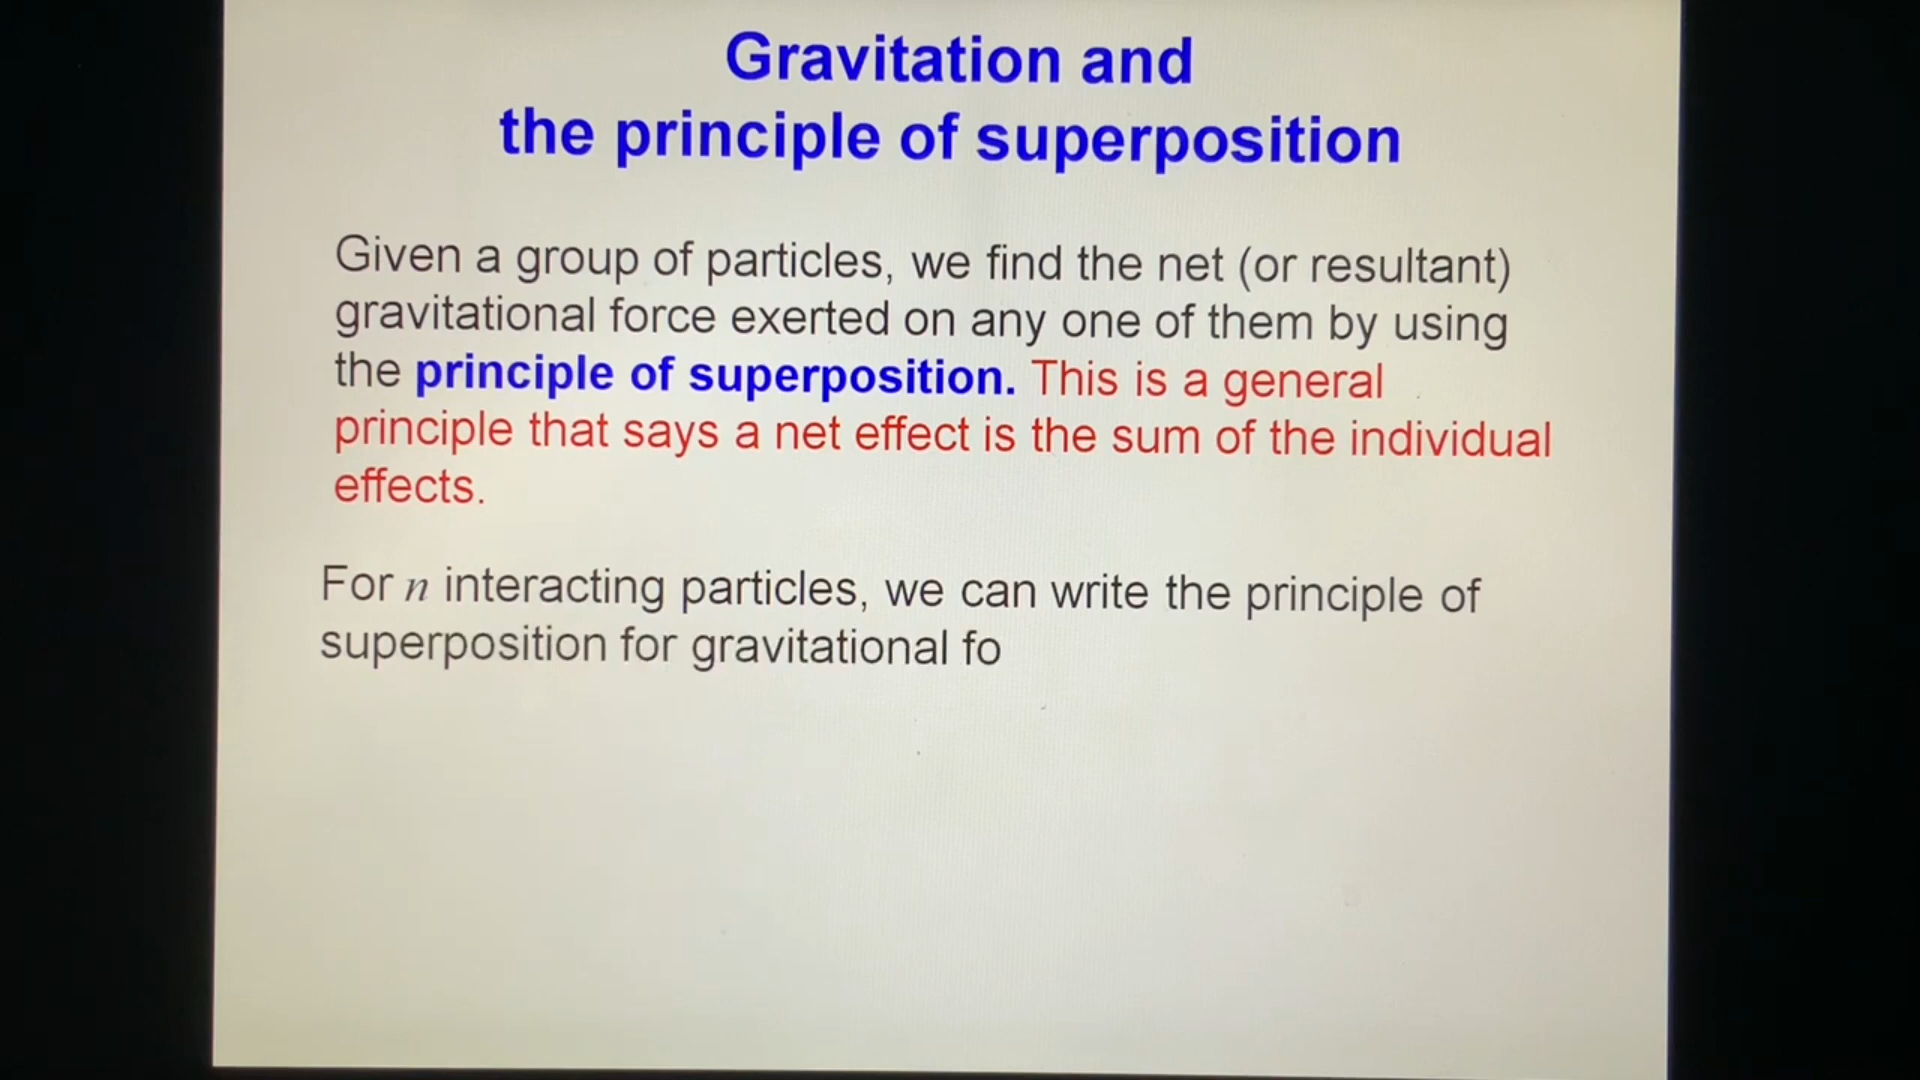 Gravitation and
the principle of superposition
Given a group of particles, we find the net (or resultant)
gravitational force exerted on any one of them by using
the principle of superposition. This is a general
principle that says a net effect is the sum of the individual
effects.
For n interacting particles, we can write the principle of
superposition for gravitational fo